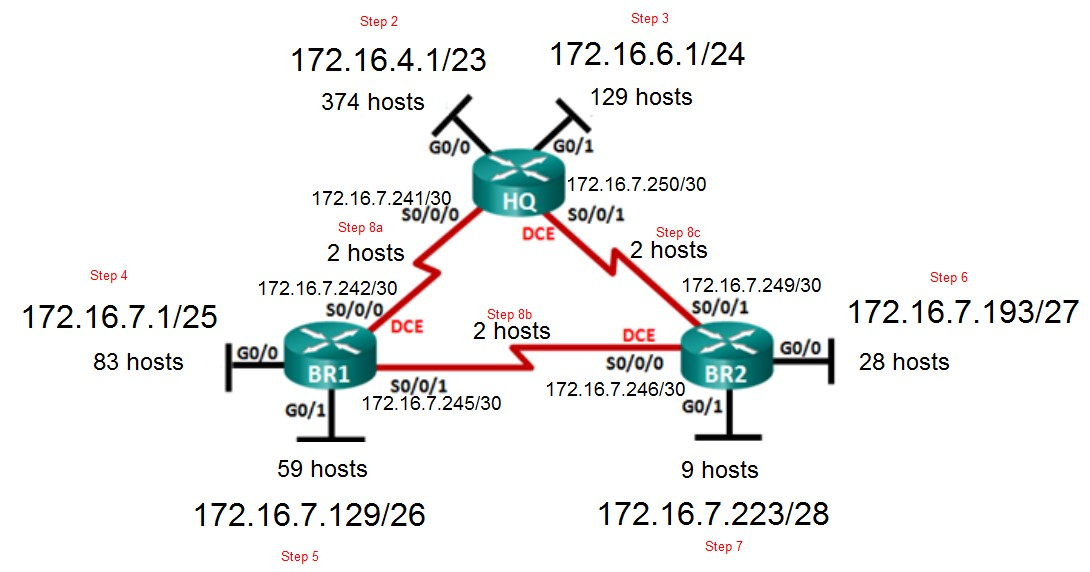 Step 2
172.16.4.1/23
374 hosts
Step 3
172.16.6.1/24
129 hosts
G0/0
G0/1
HQ
172.16.7.241/30
S0/0/0
172.16.7.250/30
S0/0/1
DCE
Step 8a
2 hosts
Step 8c
2 hosts
172.16.7.242/30
S0/0/0
DCE
172.16.7.249/30
S0/0/1
Step 4
172.16.7.1/25
83 hosts
G0/0
BR1
Step 8b
2 hosts
DCE
S0/0/0
172.16.7.246/30
S0/0/1
172.16.7.245/30
BR2
G0/0
Step 6
172.16.7.193/27
28 hosts
G0/1
59 hosts
172.16.7.129/26
Step 5
G0/1
9 hosts
172.16.7.223/28
Step 7